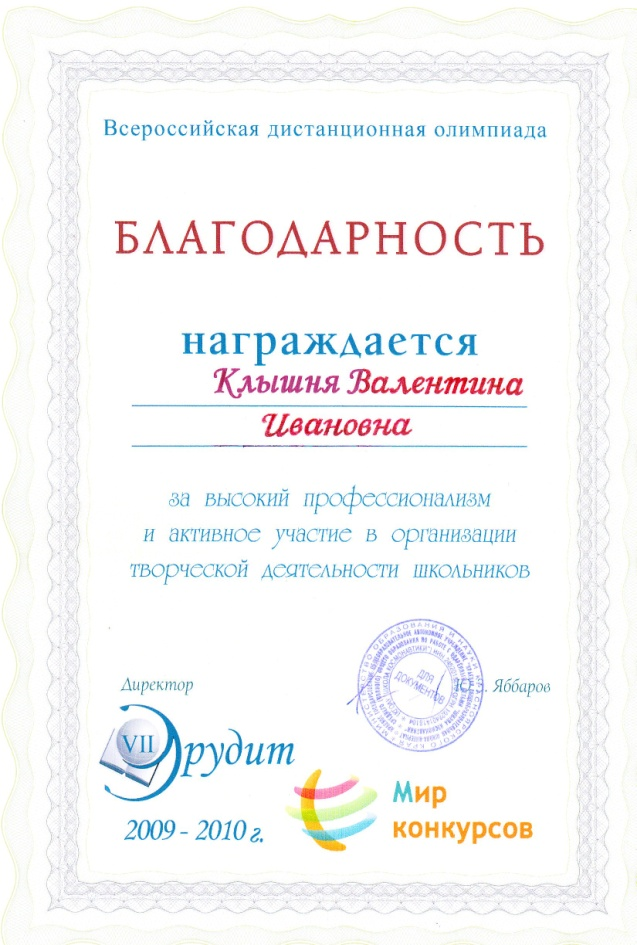 Всероссийская дистанционная олимпиада
БЛАГОДАРНОСТЬ
награждается
Клышня Валентина
Ивановна
за высокий профессионализм
и активное участие в организации
творческой деятельности школьников
Директор
Яббаров
ДЛЯ
ДОКУМЕНТОВ
VII
Эрудит
2009 - 2010 г.
Мир
конкурсов